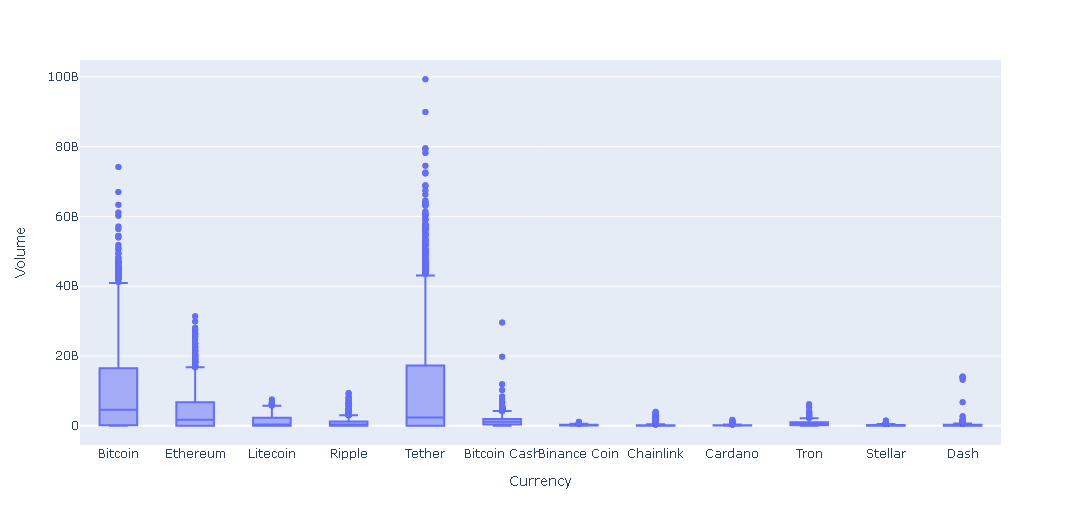 100B
80B
60B
40B
20B
0
Volume
Bitcoin Ethereum Litecoin Ripple Tether Bitcoin Cash Binance Coin Chainlink Cardano Tron Stellar Dash
Currency